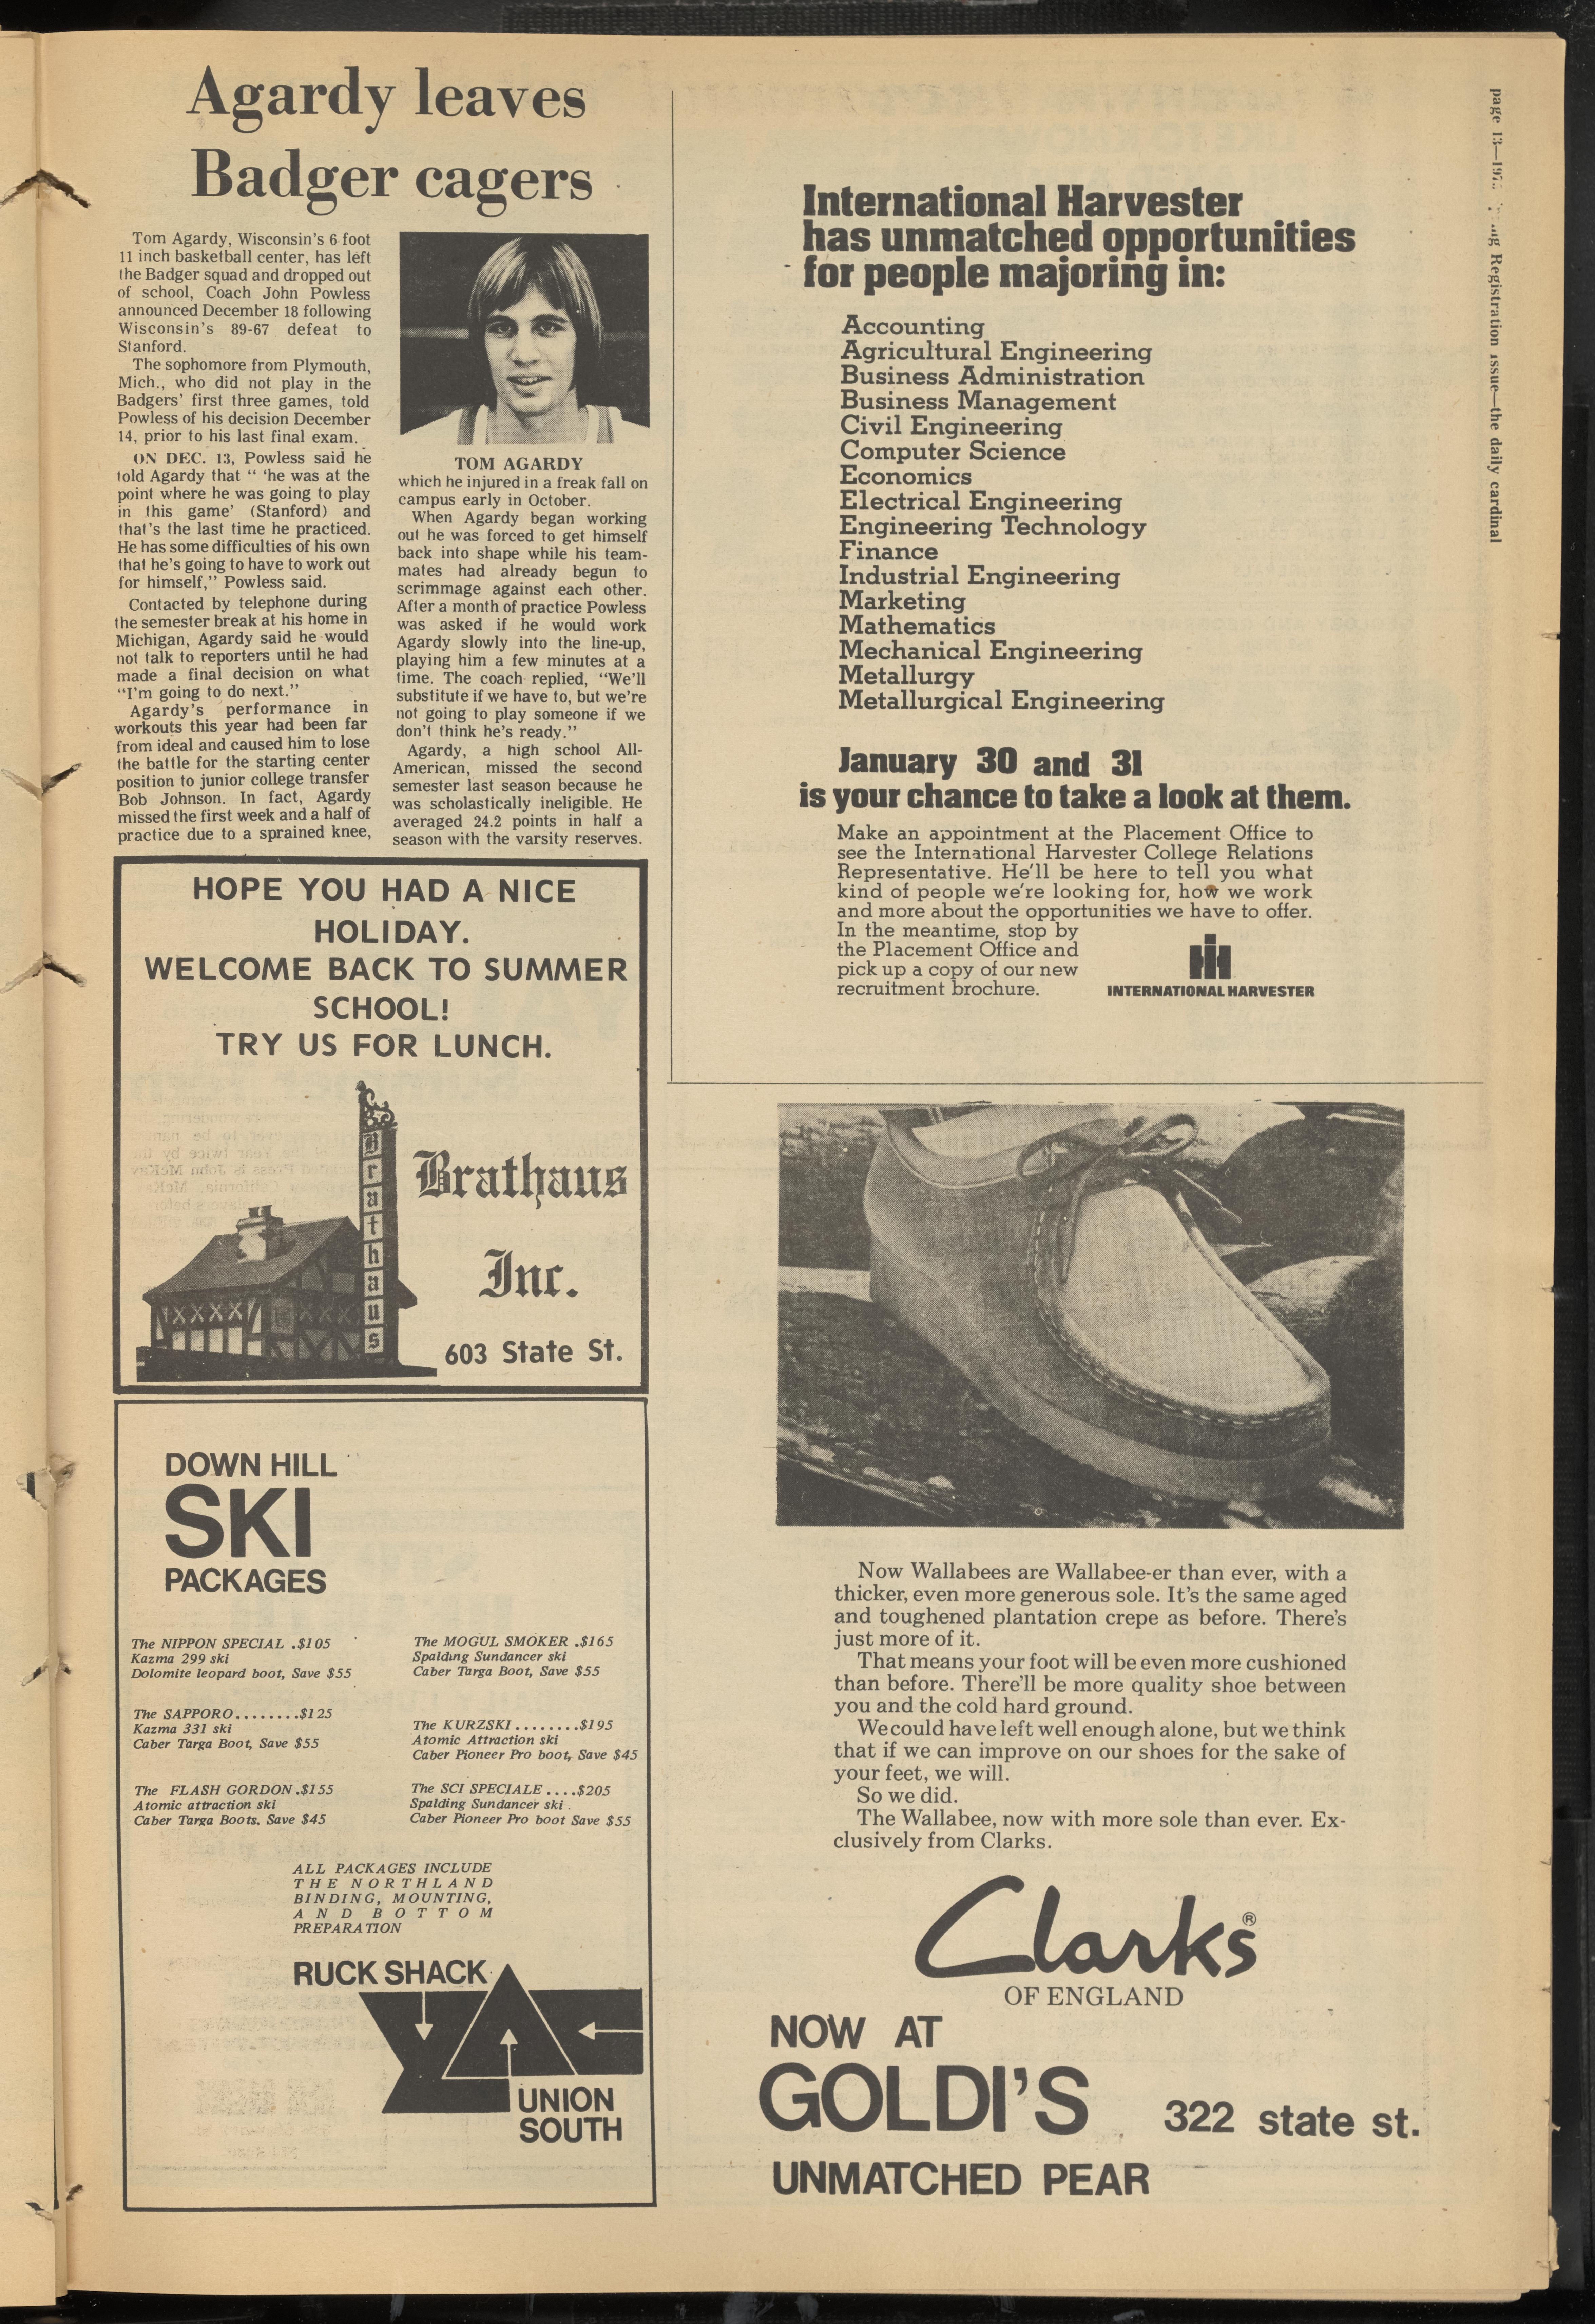 Agardy leaves
Badger cagers
Tom Agardy, Wisconsin's 6 foot
11 inch basketball center, has left
the Badger squad and dropped out
of school, Coach John Powless
announced December 18 following
Wisconsin's 89-67 defeat to
Stanford.
The sophomore from Plymouth,
Mich., who did not play in the
Badgers' first three games, told
Powless of his decision December
14, prior to his last final exam.
ON DEC. 13, Powless said he
told Agardy that " 'he was at the
point where he was going to play
in this game' (Stanford) and
that's the last time he practiced.
He has some difficulties of his own
that he's going to have to work out
for himself," Powless said.
Contacted by telephone during
the semester break at his home in
Michigan, Agardy said he would
not talk to reporters until he had
made a final decision on what
"I'm going to do next."
Agardy's performance in
workouts this year had been far
from ideal and caused him to lose
the battle for the starting center
position to junior college transfer
Bob Johnson. In fact, Agardy
missed the first week and a half of
practice due to a sprained knee,
TOM AGARDY
which he injured in a freak fall on
campus early in October.
When Agardy began working
out he was forced to get himself
back into shape while his team-
mates had already begun to
scrimmage against each other.
After a month of practice Powless
was asked if he would work
Agardy slowly into the line-up,
playing him a few minutes at a
time. The coach replied, "We'll
substitute if we have to, but we're
not going to play someone if we
don't think he's ready."
Agardy, a high school All-
American, missed the second
semester last season because he
was scholastically ineligible. He
averaged 24.2 points in half a
season with the varsity reserves.
HOPE YOU HAD A NICE
HOLIDAY.
WELCOME BACK TO SUMMER
SCHOOL!
TRY US FOR LUNCH.
Brathaus
Brathaus
Inc.
603 State St.
DOWN HILL
SKI
PACKAGES
The NIPPON SPECIAL .$105
Kazma 299 ski
Dolomite leopard boot, Save $55
The SAPPORO........$125
Kazma 331 ski
Caber Targa Boot, Save $55
The FLASH GORDON.$155
Atomic attraction ski
Caber Targa Boots. Save $45
The MOGUL SMOKER .$165
Spalding Sundancer ski
Caber Targa Boot, Save $55
The KURZSKI........$195
Atomic Attraction ski
Caber Pioneer Pro boot, Save $45
The SCI SPECIALE ....$205
Spalding Sundancer ski
Caber Pioneer Pro boot Save $55
ALL PACKAGES INCLUDE
THE NORTHLAND
BINDING, MOUNTING,
AND BOTTOM
PREPARATION
RUCK SHACK
UNION
SOUTH
International Harvester
has unmatched opportunities
for people majoring in:
Accounting
Agricultural Engineering
Business Administration
Business Management
Civil Engineering
Computer Science
Economics
Electrical Engineering
Engineering Technology
Finance
Industrial Engineering
Marketing
Mathematics
Mechanical Engineering
Metallurgy
Metallurgical Engineering
January 30 and 31
is your chance to take a look at them.
Make an appointment at the Placement Office to
see the International Harvester College Relations
Representative. He'll be here to tell you what
kind of people we're looking for, how we work
and more about the opportunities we have to offer.
In the meantime, stop by
the Placement Office and
pick up a copy of our new
recruitment brochure.
INTERNATIONAL HARVESTER
Now Wallabees are Wallabee-er than ever, with a
thicker, even more generous sole. It's the same aged
and toughened plantation crepe as before. There's
just more of it.
That means your foot will be even more cushioned
than before. There'll be more quality shoe between
you and the cold hard ground.
We could have left well enough alone, but we think
that if we can improve on our shoes for the sake of
your feet, we will.
So we did.
The Wallabee, now with more sole than ever. Ex-
clusively from Clarks.
Clarks®
OF ENGLAND
NOW AT
GOLDI'S 322 state st.
UNMATCHED PEAR
page 13— Registration issue—the daily cardinal